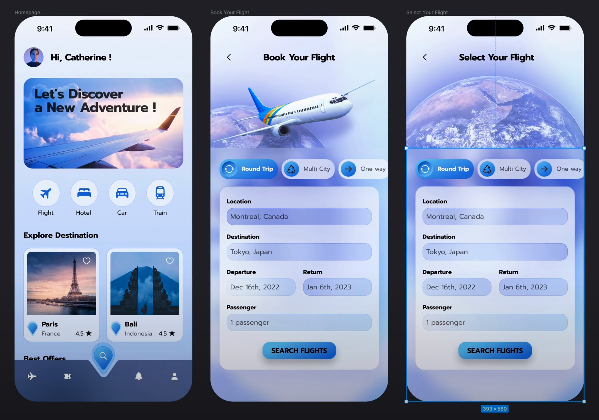 Homepage
9:41
Hi, Catherine !
Let's Discover
a New Adventure !
Flight
Hotel
Car
Train
Explore Destination
Paris
France
4.5
Bali
Indonesia
4.5
Best Offers
Book Your Flight
9:41
Book Your Flight
Round Trip
Multi City
One way
Location
Montreal, Canada
Destination
Tokyo, Japan
Departure
Return
Dec 16th, 2022
Jan 6th, 2023
Passenger
1 passenger
SEARCH FLIGHTS
Select Your Flight
9:41
Select Your Flight
Round Trip
Multi City
One way
Location
Montreal, Canada
Destination
Tokyo, Japan
Departure
Return
Dec 16th, 2022
Jan 6th, 2023
Passenger
1 passenger
SEARCH FLIGHTS